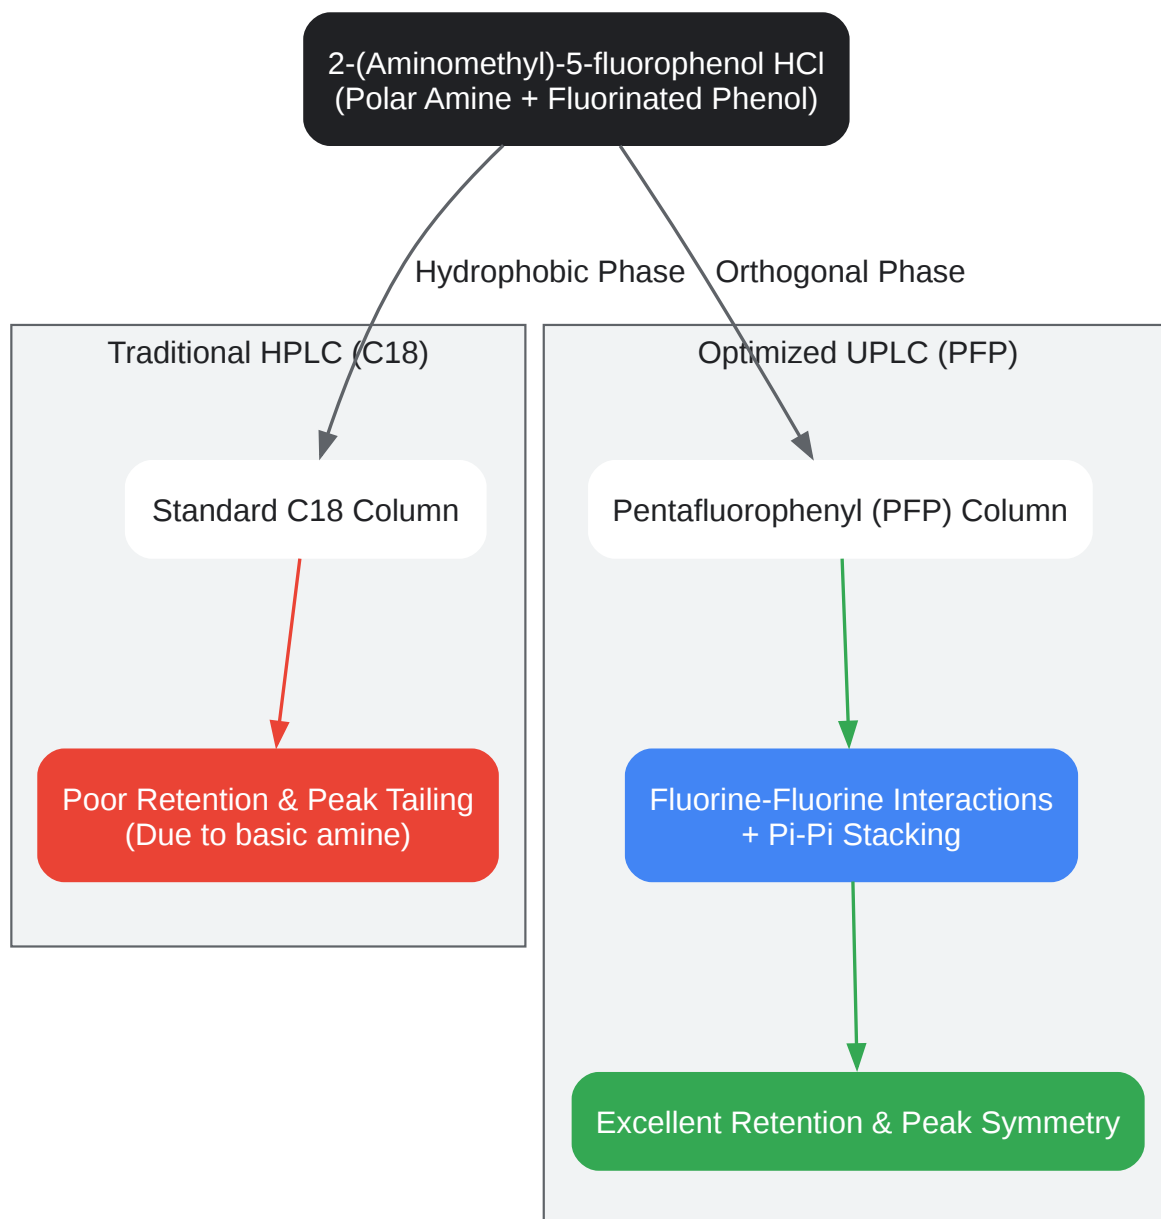 2-(Aminomethyl)-5-fluorophenol HCl
(Polar Amine + Fluorinated Phenol)
Hydrophobic Phase
Orthogonal Phase
Traditional HPLC (C18)
Optimized UPLC (PFP)
Standard C18 Column
Pentafluorophenyl (PFP) Column
Poor Retention & Peak Tailing
(Due to basic amine)
Fluorine-Fluorine Interactions
+ Pi-Pi Stacking
Excellent Retention & Peak Symmetry